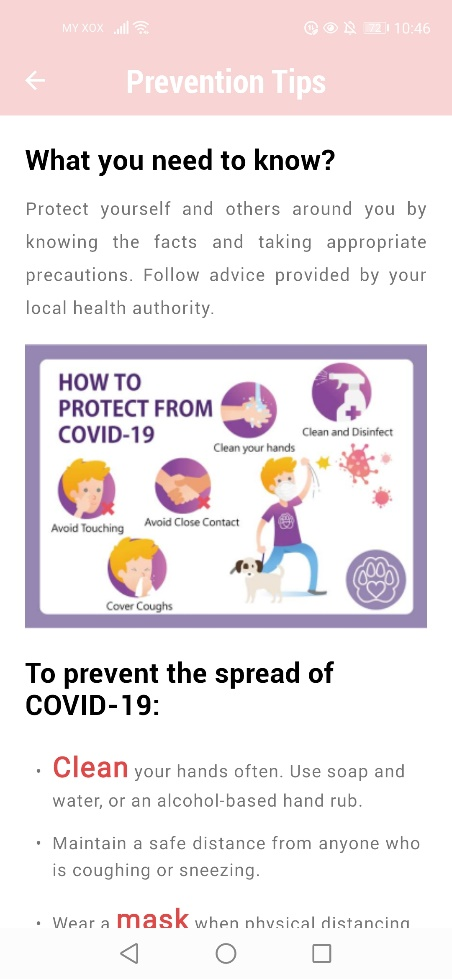 MY XOX 72 10:46
Prevention Tips
What you need to know?
Protect yourself and others around you by
knowing the facts and taking appropriate
precautions. Follow advice provided by your
local health authority.
HOW TO
PROTECT FROM
COVID-19
Clean your hands
Clean and Disinfect
Avoid Touching
Avoid Close Contact
Cover Coughs
To prevent the spread of
COVID-19:
• Clean your hands often. Use soap and
water, or an alcohol-based hand rub.
• Maintain a safe distance from anyone who
is coughing or sneezing.
• Wear a mask when physical distancing